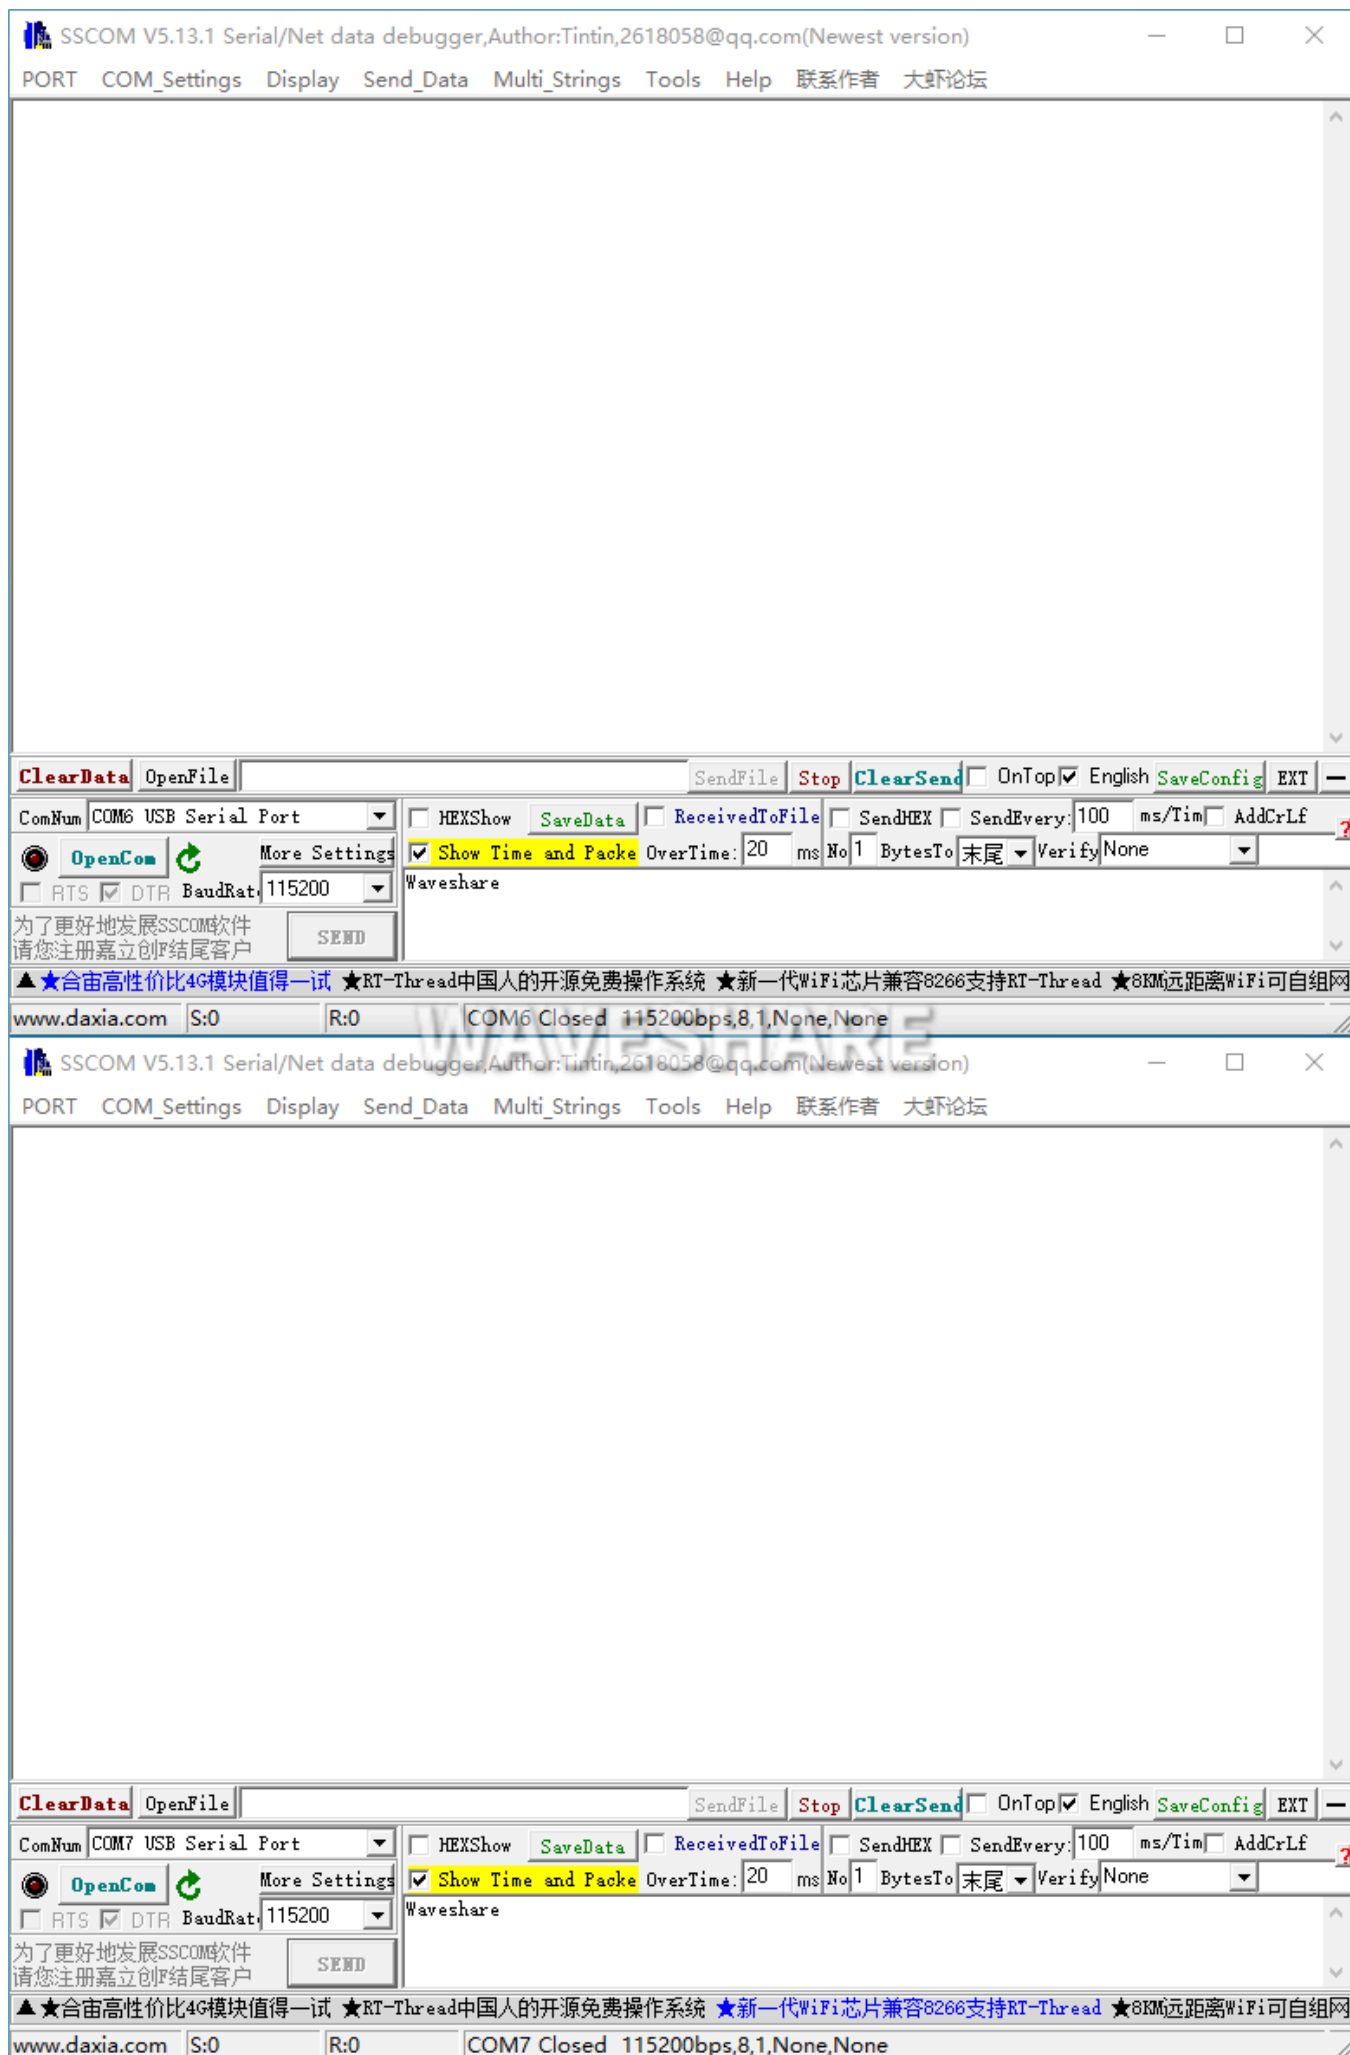 SSCOM V5.13.1 Serial/Net data debugger,Author:Tintin,2618058@qq.com(Newest version)
PORT COM_Settings Display Send_Data Multi_Strings Tools Help 联系作者 大虾论坛
ClearData OpenFile SendFile Stop ClearSend OnTop English SaveConfig EXT —
ComNum COM6 USB Serial Port HEXShow SaveData ReceivedToFile SendHEX SendEvery: 100 ms/Tim AddCrLf ?
OpenCom More Settings Show Time and Packe OverTime: 20 ms No 1 BytesTo 末尾 Verify None
RTS DTR BaudRat 115200 Waveshare
为了更好地发展SSCOM软件
请您注册嘉立创F结尾客户 SEND
▲★合宙高性价比4G模块值得一试 ★RT-Thread中国人的开源免费操作系统 ★新一代WiFi芯片兼容8266支持RT-Thread ★8KM远距离WiFi可自组网
www.daxia.com S:0 R:0 COM6 Closed 115200bps,8,1,None,None
WAVESHARE
SSCOM V5.13.1 Serial/Net data debugger,Author:Tintin,2618058@qq.com(Newest version)
PORT COM_Settings Display Send_Data Multi_Strings Tools Help 联系作者 大虾论坛
ClearData OpenFile SendFile Stop ClearSend OnTop English SaveConfig EXT —
ComNum COM7 USB Serial Port HEXShow SaveData ReceivedToFile SendHEX SendEvery: 100 ms/Tim AddCrLf ?
OpenCom More Settings Show Time and Packe OverTime: 20 ms No 1 BytesTo 末尾 Verify None
RTS DTR BaudRat 115200 Waveshare
为了更好地发展SSCOM软件
请您注册嘉立创F结尾客户 SEND
▲★合宙高性价比4G模块值得一试 ★RT-Thread中国人的开源免费操作系统 ★新一代WiFi芯片兼容8266支持RT-Thread ★8KM远距离WiFi可自组网
www.daxia.com S:0 R:0 COM7 Closed 115200bps,8,1,None,None